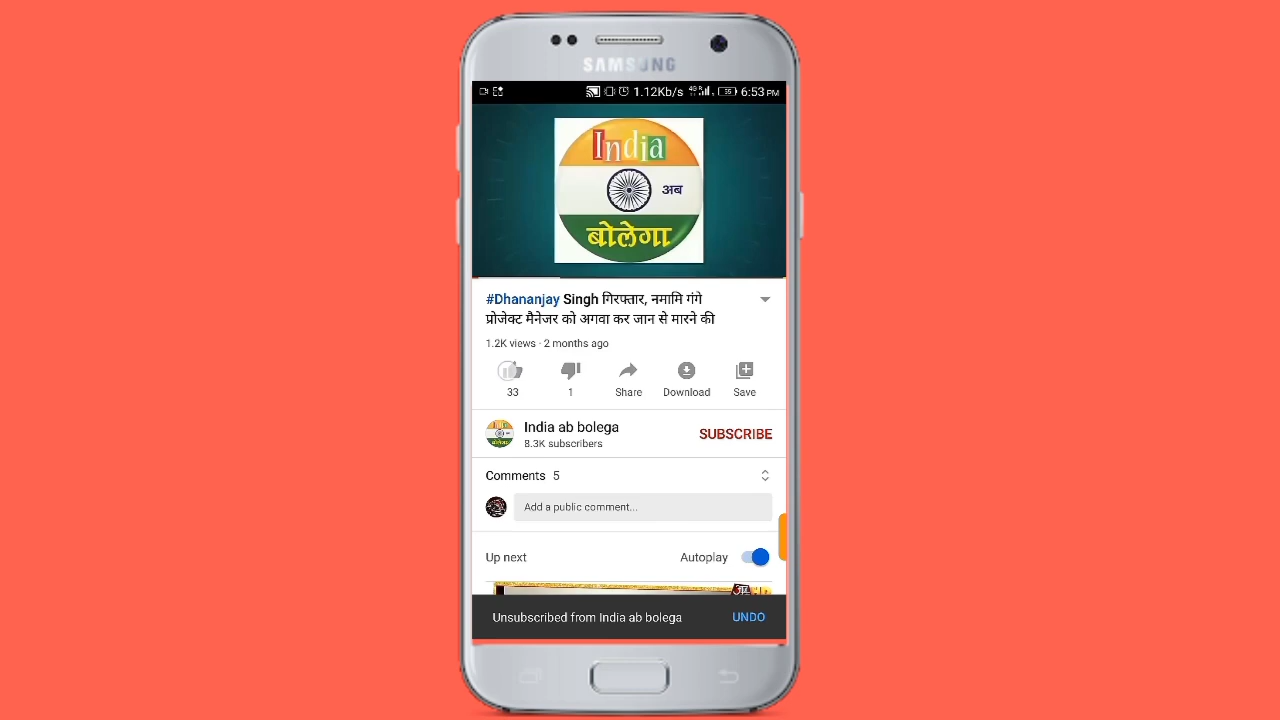 SAMSUNG
1.12Kb/s 6:53 PM
India
अब
बोलेगा
#Dhananjay Singh गिरफ्तार, नमामि गंगे
प्रोजेक्ट मैनेजर को अगवा कर जान से मारने की
1.2K views · 2 months ago
33 1 Share Download Save
India ab bolega SUBSCRIBE
8.3K subscribers
Comments 5
Add a public comment...
Up next Autoplay
Unsubscribed from India ab bolega UNDO